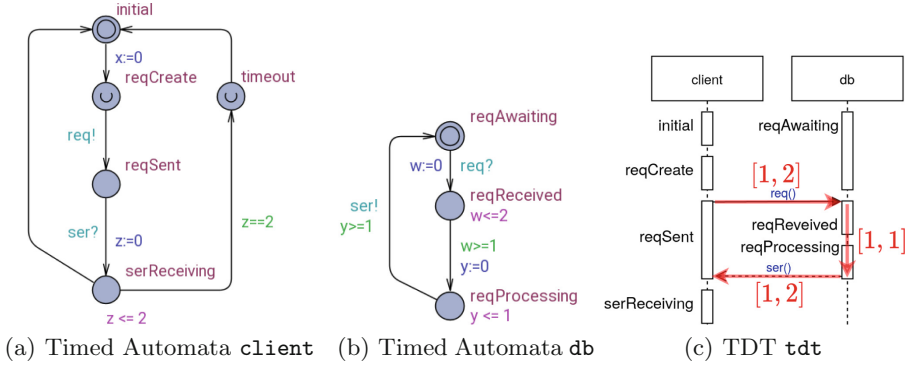 initial
x:=0
reqCreate
timeout
req!
reqSent
ser?
z:=0
z==2
serReceiving
z <= 2
(a) Timed Automata client
reqAwaiting
w:=0
req?
reqReceived
w<=2
ser!
y>=1
w>=1
y:=0
reqProcessing
y <= 1
(b) Timed Automata db
client
db
initial
reqAwaiting
reqCreate
[1, 2]
req()
reqSent
reqReveived
[1, 1]
reqProcessing
ser()
[1, 2]
serReceiving
(c) TDT tdt